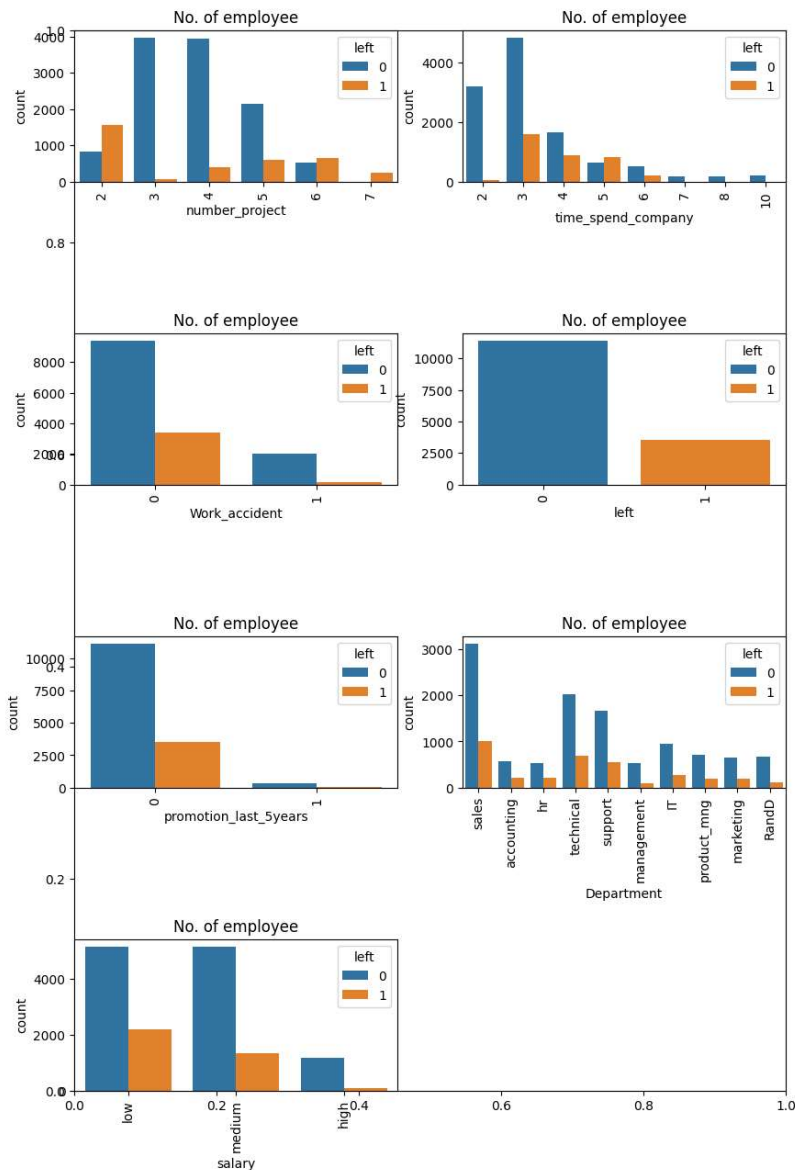 No. of employee
1.0
4000
3000
2000
1000
0
count
left
0
1
2
3
4
5
6
7
number_project
No. of employee
4000
2000
0
count
left
0
1
2
3
4
5
6
7
8
10
time_spend_company
0.8
No. of employee
8000
6000
4000
2000
0
count
left
0
1
0
1
Work_accident
No. of employee
10000
7500
5000
2500
0
count
left
0
1
0
1
left
No. of employee
10000
0.4
7500
5000
2500
0
count
left
0
1
0
1
promotion_last_5years
No. of employee
3000
2000
1000
0
count
left
0
1
sales
accounting
hr
technical
support
management
IT
product_mng
marketing
RandD
Department
0.2
No. of employee
4000
2000
0
count
left
0
1
low
medium
high
salary
0.0
0.0
0.2
0.4
0.6
0.8
1.0